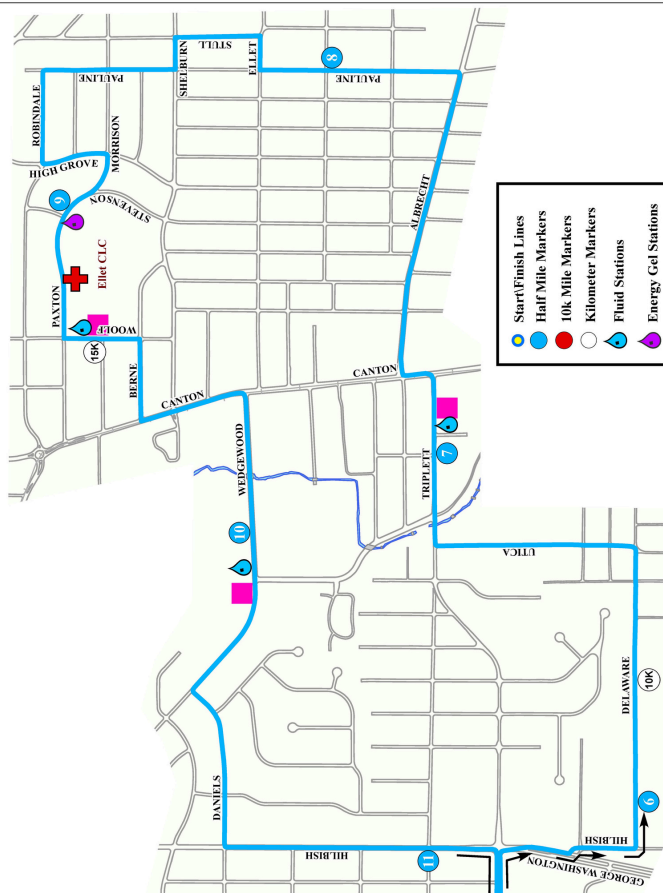 ROBINDALE
PAULINE
SHELBURN
STULL
ELLET
8
PAULINE
HIGH GROVE
MORRISON
STEVENSON
9
Ellet CLC
PAXTON
WOOLF
15K
BERNE
CANTON
ALBRECHT
CANTON
WEDGEWOOD
TRIPLETT
7
10
UTICA
DANIELS
DELAWARE
10K
6
HILBISH
11
HILBISH
GEORGE WASHINGTON
Start\Finish Lines
Half Mile Markers
10k Mile Markers
Kilometer Markers
Fluid Stations
Energy Gel Stations